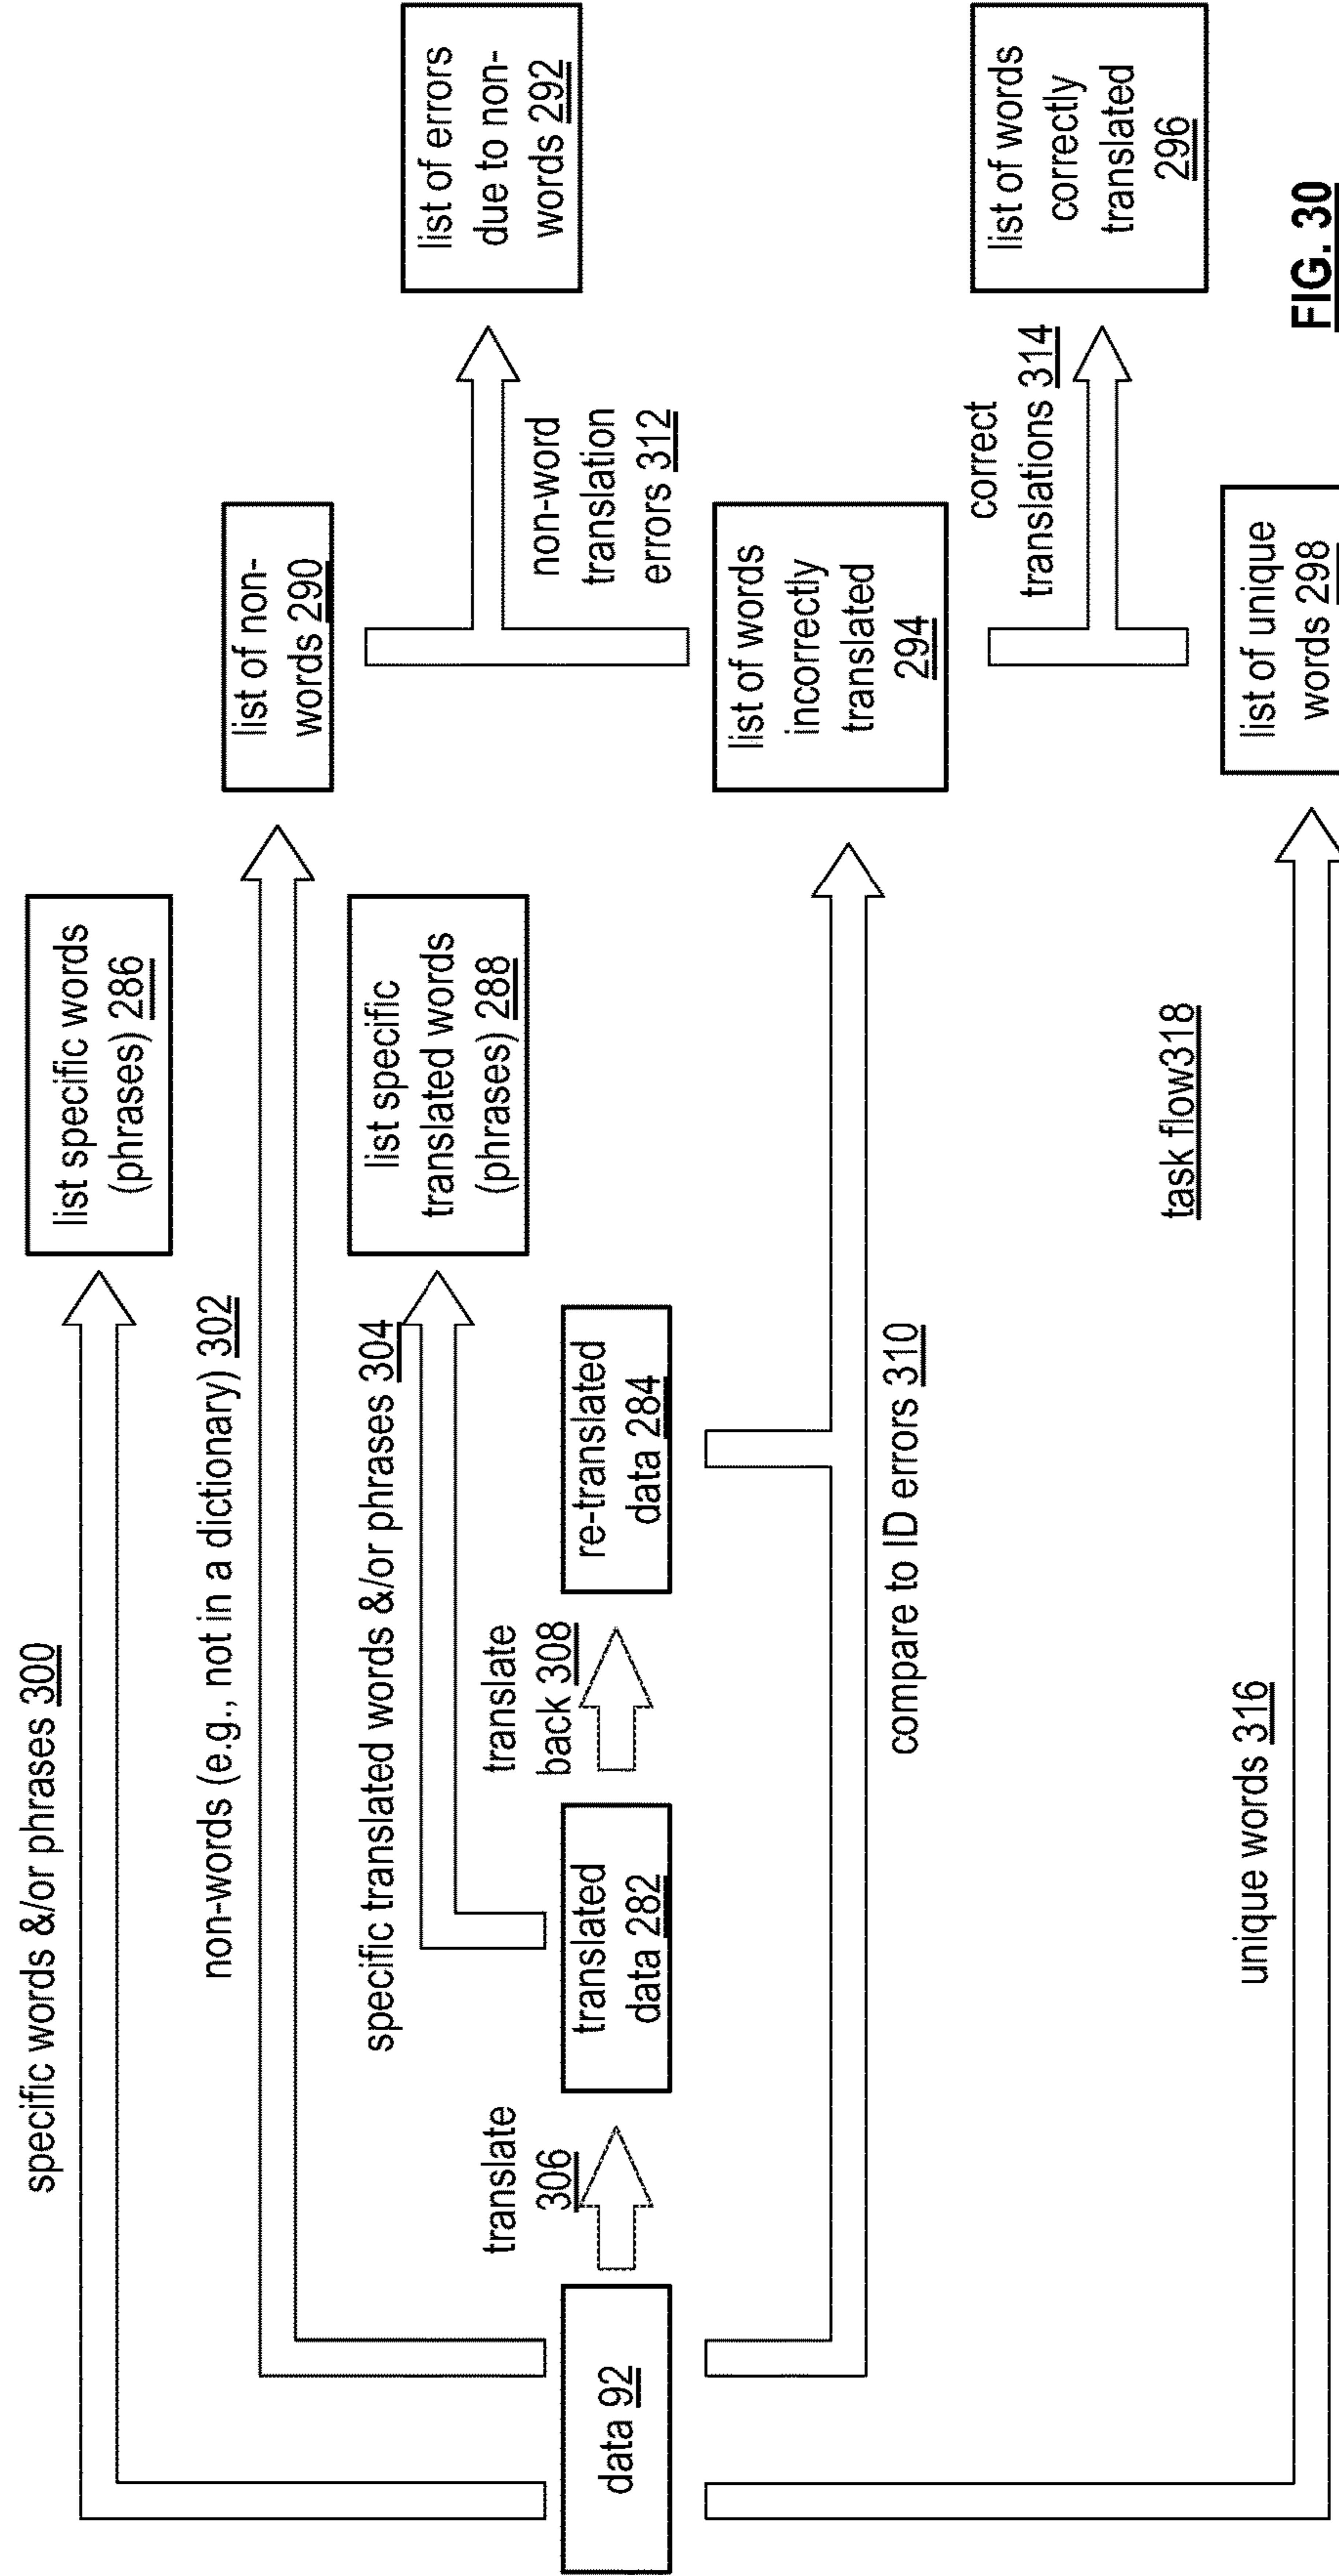 specific words &/or phrases 300
list specific words
(phrases) 286
non-words (e.g., not in a dictionary) 302
list of non-
words 290
list of errors
due to non-
words 292
specific translated words &/or phrases 304
list specific
translated words
(phrases) 288
non-word
translation
errors 312
data 92
translate
306
translated
data 282
translate
back 308
re-translated
data 284
compare to ID errors 310
list of words
incorrectly
translated
294
correct
translations 314
list of words
correctly
translated
296
task flow318
unique words 316
list of unique
words 298
FIG. 30